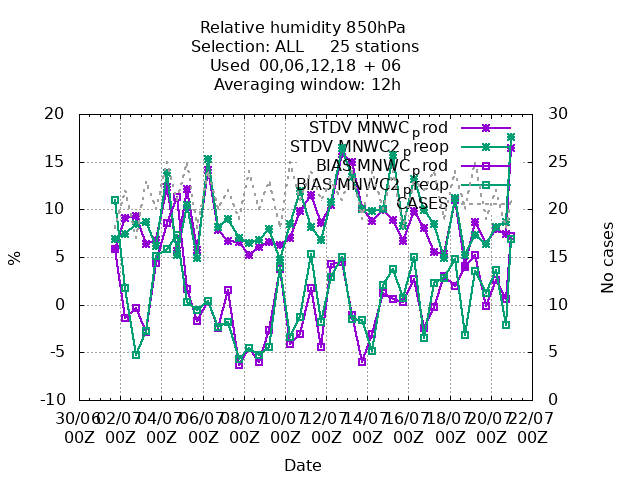 Relative humidity 850hPa
Selection: ALL 25 stations
Used 00,06,12,18 + 06
Averaging window: 12h
20 30
STDV MNWC_prod
STDV MNWC2_preop
15 25
BIAS MNWC_prod
BIAS MNWC2_preop
CASES
10 20
%
5 15
No cases
0 10
-5 5
-10 0
30/06 02/07 04/07 06/07 08/07 10/07 12/07 14/07 16/07 18/07 20/07 22/07
00Z 00Z 00Z 00Z 00Z 00Z 00Z 00Z 00Z 00Z 00Z 00Z
Date